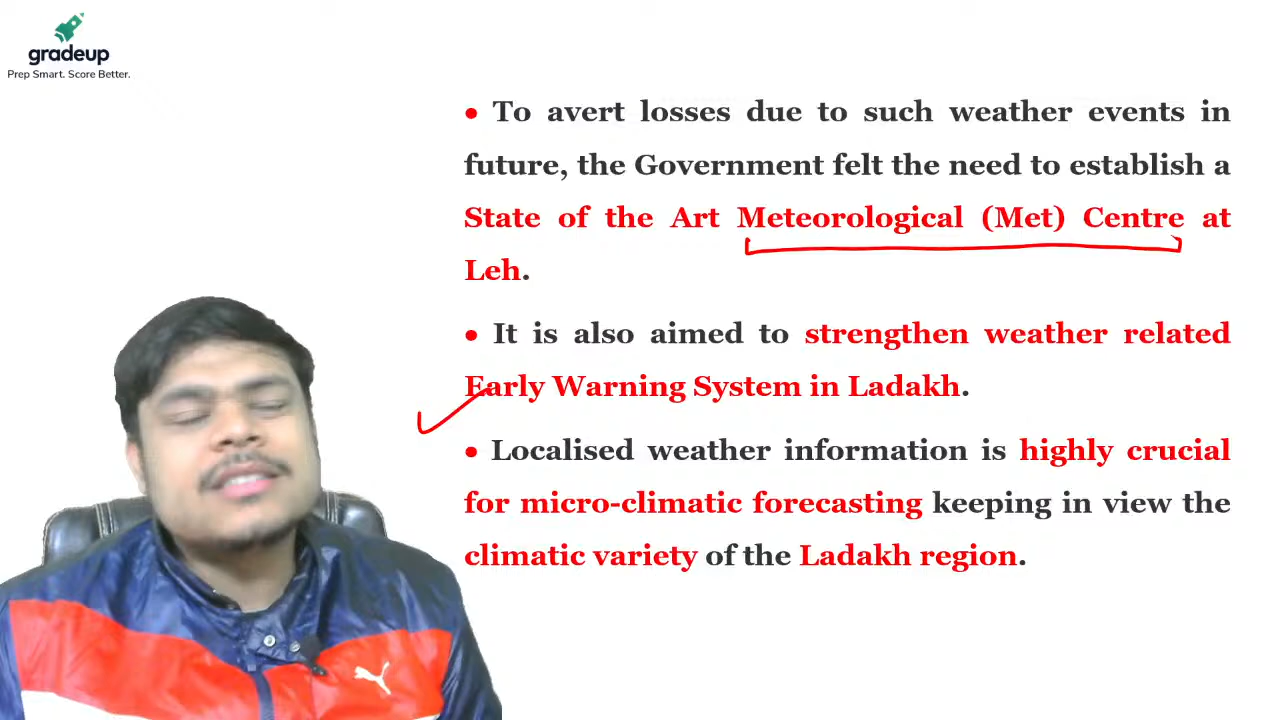 gradeup
Prep Smart. Score Better.
• To avert losses due to such weather events in
future, the Government felt the need to establish a
State of the Art Meteorological (Met) Centre at
Leh.
• It is also aimed to strengthen weather related
Early Warning System in Ladakh.
• Localised weather information is highly crucial
for micro-climatic forecasting keeping in view the
climatic variety of the Ladakh region.